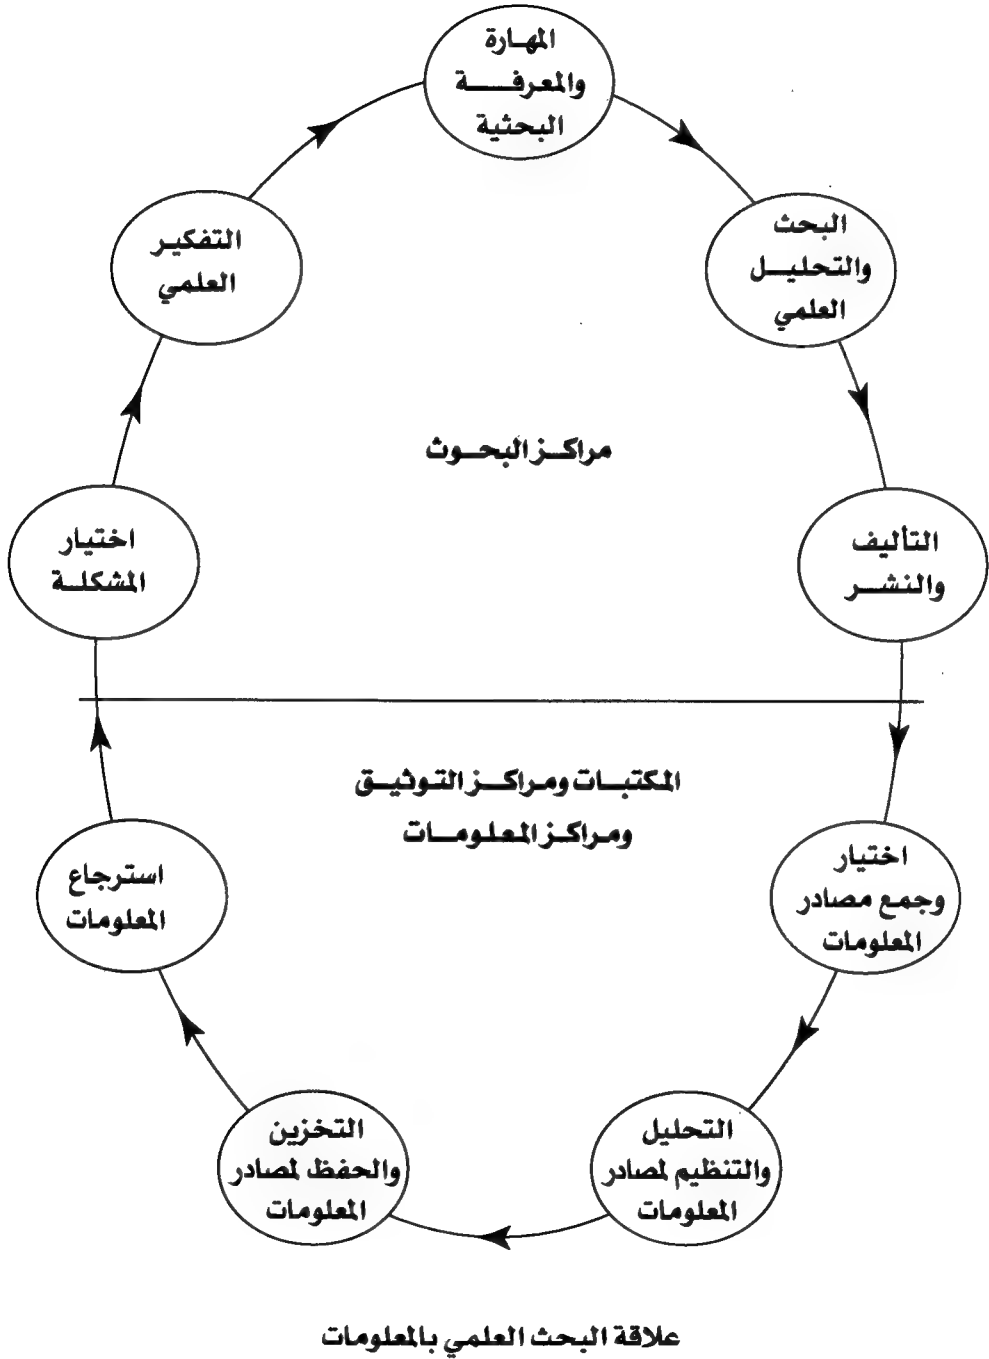 المهارة
والمعرفة
البحثية
البحث
والتحليل
العلمي
التفكير
العلمي
مراكز البحوث
اختيار
المشكلة
التأليف
والنشر
المكتبات ومراكز التوثيق
ومراكز المعلومات
اختيار
وجمع مصادر
المعلومات
استرجاع
المعلومات
التحليل
والتنظيم لمصادر
المعلومات
التخزين
والحفظ لمصادر
المعلومات
علاقة البحث العلمي بالمعلومات